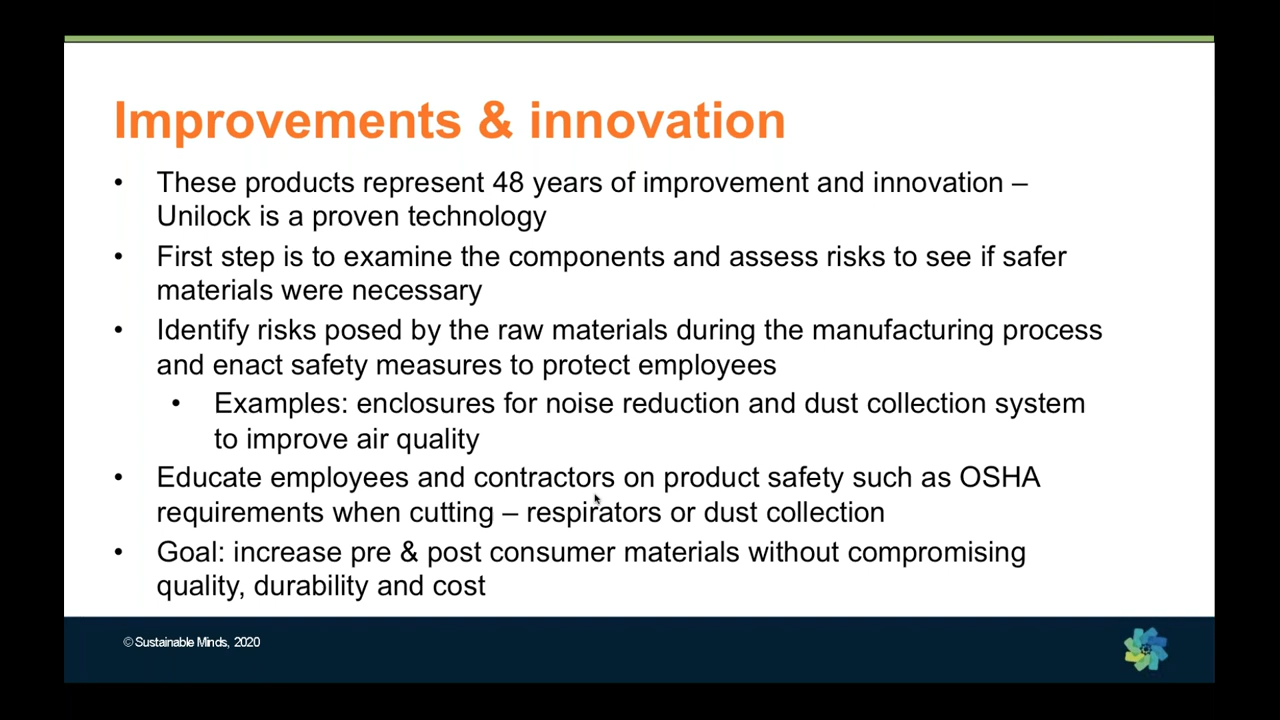 Improvements & innovation
• These products represent 48 years of improvement and innovation –
Unilock is a proven technology
• First step is to examine the components and assess risks to see if safer
materials were necessary
• Identify risks posed by the raw materials during the manufacturing process
and enact safety measures to protect employees
• Examples: enclosures for noise reduction and dust collection system
to improve air quality
• Educate employees and contractors on product safety such as OSHA
requirements when cutting – respirators or dust collection
• Goal: increase pre & post consumer materials without compromising
quality, durability and cost
© Sustainable Minds, 2020